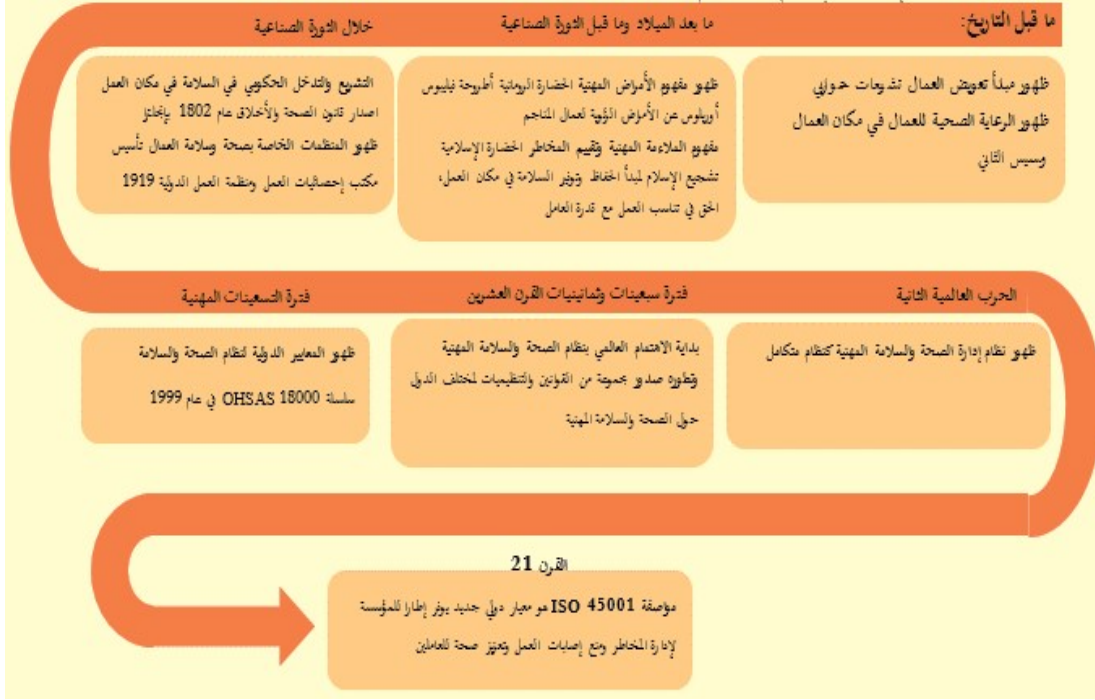 ما قبل التاريخ:
ظهور مبدأ تعويض العمال تشريعات حمورابي
ظهور الرعاية الصحية للعمال في مكان العمال
رمسيس الثاني
ما بعد الميلاد وما قبل الثورة الصناعية
ظهور مفهوم الأمراض المهنية الحضارة الرومانية أطروحة فيليبوس
أوريلوس عن الأمراض الرؤية لعمال المناجم
مفهوم الملاءمة المهنية وتقييم المخاطر الحضارة الإسلامية
تشجيع الإسلام لمبدأ الحفاظ وتوفير السلامة في مكان العمل،
الحق في تناسب العمل مع قدرة العامل
خلال الثورة الصناعية
التشريع والتدخل الحكومي في السلامة في مكان العمل
اصدار قانون الصحة والأخلاق عام 1802 بإنجلترا
ظهور المنظمات الخاصة بصحة وسلامة العمال تأسيس
مكتب إحصائيات العمل ومنظمة العمل الدولية 1919
الحرب العالمية الثانية
ظهور نظام إدارة الصحة والسلامة المهنية كنظام متكامل
فترة سبعينات وثمانينيات القرن العشرين
بداية الاهتمام العالمي بنظام الصحة والسلامة المهنية
وتطوره صدور مجموعة من القوانين والتنظيميات لمختلف الدول
حول الصحة والسلامة المهنية
فترة التسعينات المهنية
ظهور المعايير الدولية لنظام الصحة والسلامة
سلسلة OHSAS 18000 في عام 1999
القرن 21
مواصفة ISO 45001 هو معيار دولي جديد يوفر إطارا للمؤسسة
لإدارة المخاطر ومنع إصابات العمل وتعزيز صحة للعاملين